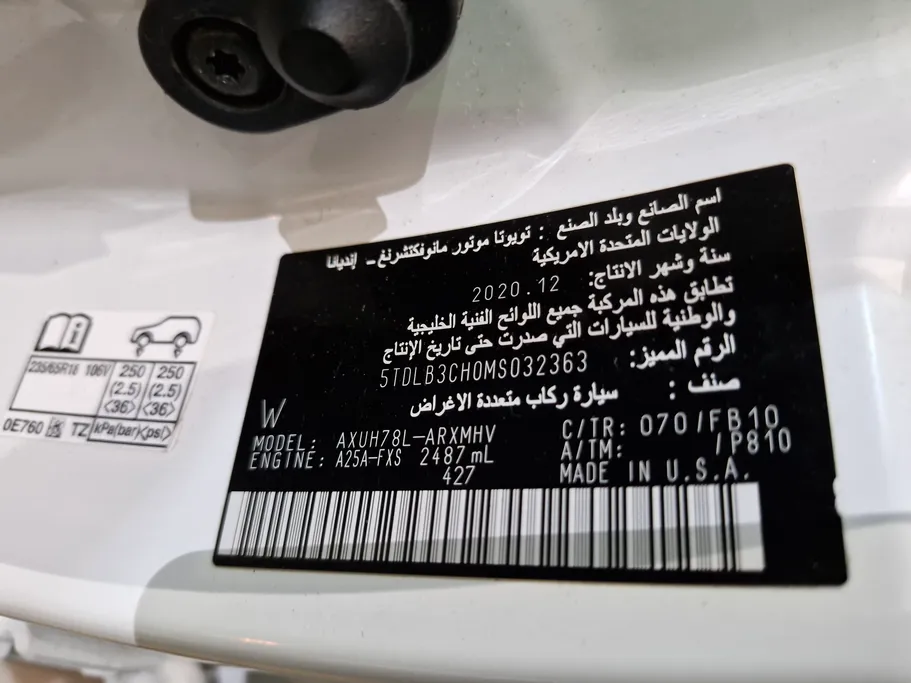 اسم الصانع وبلد الصنع : تويوتا موتور مانوفكتشرنغ - إنديانا
الولايات المتحدة الامريكية
سنة وشهر الانتاج: 2020.12
تطابق هذه المركبة جميع اللوائح الفنية الخليجية
والوطنية للسيارات التي صدرت حتى تاريخ الإنتاج
الرقم المميز: 5TDLB3CH0MS032363
صنف : سيارة ركاب متعددة الاغراض
W
MODEL: AXUH78L-ARXMHV C/TR: 070/FB10
ENGINE: A25A-FXS 2487mL A/TM: /P810
427 MADE IN U.S.A.
235/65R18 106V 250 (2.5) <36> 250 (2.5) <36>
0E760 TZ kPa(bar<psi>)